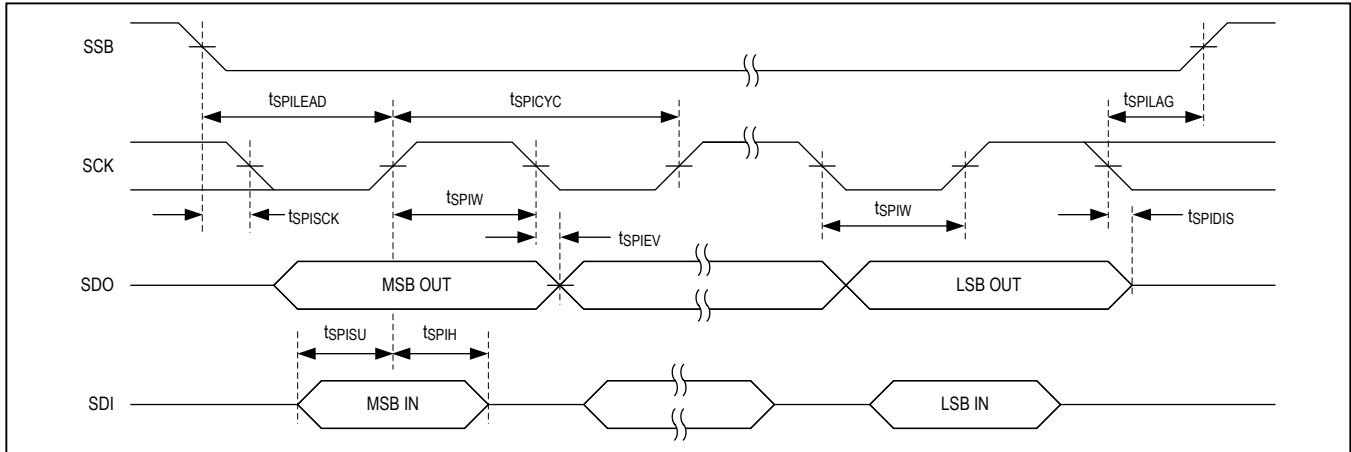 SSB
tSPILEAD
tSPICYC
tSPILAG
SCK
tSPISCK
tSPIW
tSPIEV
tSPIW
tSPIDIS
SDO
MSB OUT
LSB OUT
tSPISU
tSPIH
SDI
MSB IN
LSB IN